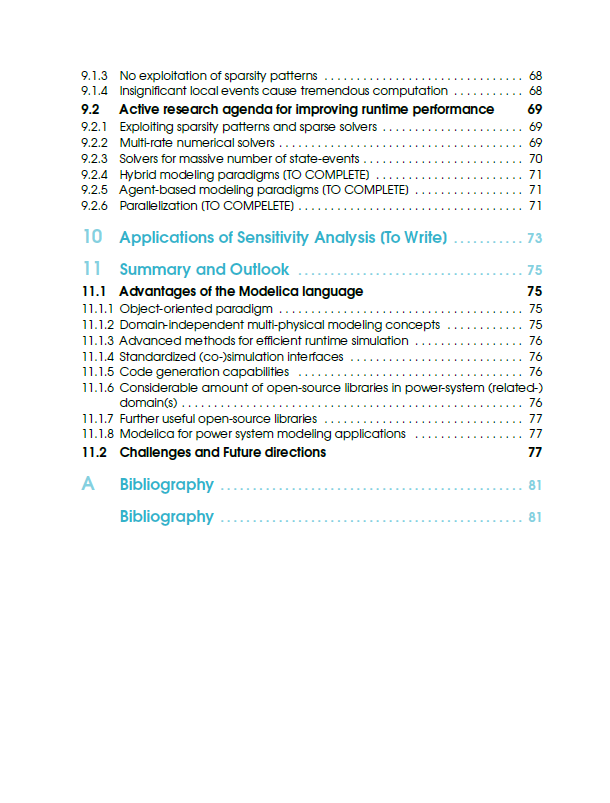 9.1.3 No exploitation of sparsity patterns . . . . . . . . . . . . . . . . . . . . . . . . . . . . . . . 68
9.1.4 Insignificant local events cause tremendous computation . . . . . . . . . . . 68
9.2 Active research agenda for improving runtime performance 69
9.2.1 Exploiting sparsity patterns and sparse solvers . . . . . . . . . . . . . . . . . . . . . . 69
9.2.2 Multi-rate numerical solvers . . . . . . . . . . . . . . . . . . . . . . . . . . . . . . . . . . . . . . 69
9.2.3 Solvers for massive number of state-events . . . . . . . . . . . . . . . . . . . . . . . . . 70
9.2.4 Hybrid modeling paradigms (TO COMPLETE) . . . . . . . . . . . . . . . . . . . . . . . 71
9.2.5 Agent-based modeling paradigms (TO COMPLETE) . . . . . . . . . . . . . . . . . 71
9.2.6 Parallelization (TO COMPELETE) . . . . . . . . . . . . . . . . . . . . . . . . . . . . . . . . . . . 71
10 Applications of Sensitivity Analysis (To Write) . . . . . . . . . . . 73
11 Summary and Outlook . . . . . . . . . . . . . . . . . . . . . . . . . . . . . . . . . . . 75
11.1 Advantages of the Modelica language 75
11.1.1 Object-oriented paradigm . . . . . . . . . . . . . . . . . . . . . . . . . . . . . . . . . . . . . . 75
11.1.2 Domain-independent multi-physical modeling concepts . . . . . . . . . . . . 75
11.1.3 Advanced methods for efficient runtime simulation . . . . . . . . . . . . . . . . . 76
11.1.4 Standardized (co-)simulation interfaces . . . . . . . . . . . . . . . . . . . . . . . . . . . 76
11.1.5 Code generation capabilities . . . . . . . . . . . . . . . . . . . . . . . . . . . . . . . . . . . 76
11.1.6 Considerable amount of open-source libraries in power-system (related-)
domain(s) . . . . . . . . . . . . . . . . . . . . . . . . . . . . . . . . . . . . . . . . . . . . . . . . . . . . . 76
11.1.7 Further useful open-source libraries . . . . . . . . . . . . . . . . . . . . . . . . . . . . . . . 77
11.1.8 Modelica for power system modeling applications . . . . . . . . . . . . . . . . . 77
11.2 Challenges and Future directions 77
A Bibliography . . . . . . . . . . . . . . . . . . . . . . . . . . . . . . . . . . . . . . . . . . . . . . . 81
Bibliography . . . . . . . . . . . . . . . . . . . . . . . . . . . . . . . . . . . . . . . . . . . . . . . 81